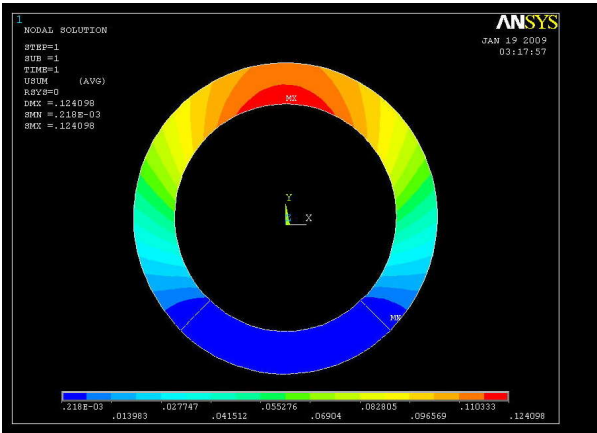 1
NODAL SOLUTION
ANSYS
JAN 19 2009
03:17:57
STEP=1
SUB =1
TIME=1
USUM (AVG)
RSYS=0
DMX =.124098
SMN =.218E-03
SMX =.124098
MX
Y
Z X
MN
.218E-03 .027747 .055276 .082805 .110333
.013983 .041512 .06904 .096569 .124098